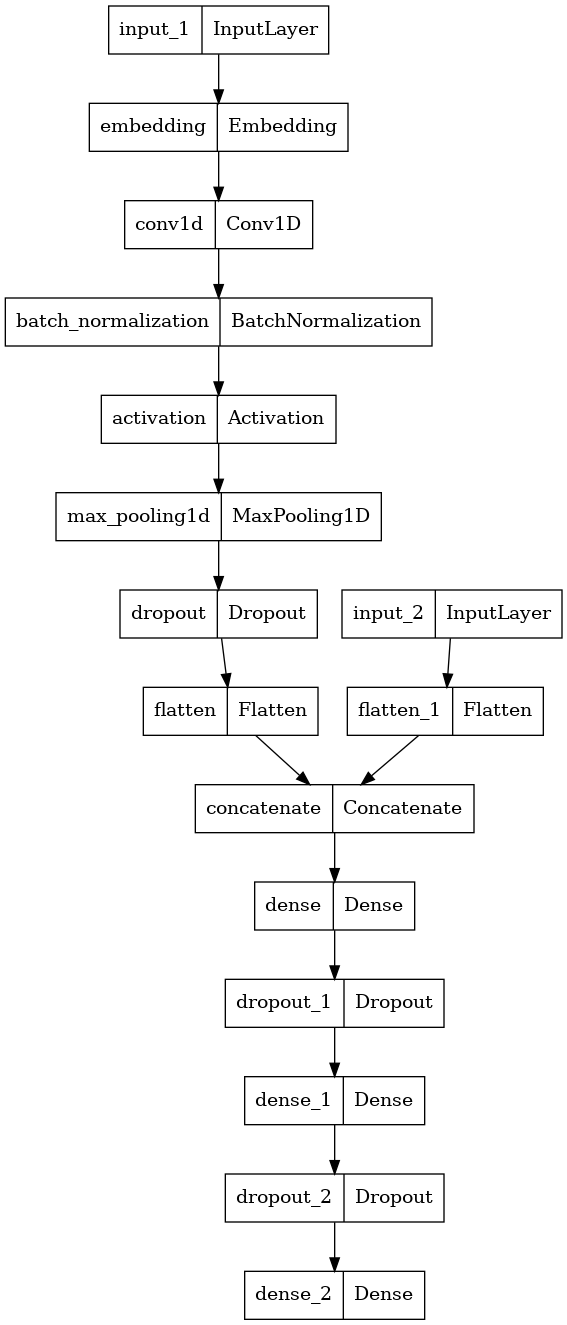 input_1 InputLayer
embedding Embedding
conv1d Conv1D
batch_normalization BatchNormalization
activation Activation
max_pooling1d MaxPooling1D
dropout Dropout
input_2 InputLayer
flatten Flatten
flatten_1 Flatten
concatenate Concatenate
dense Dense
dropout_1 Dropout
dense_1 Dense
dropout_2 Dropout
dense_2 Dense